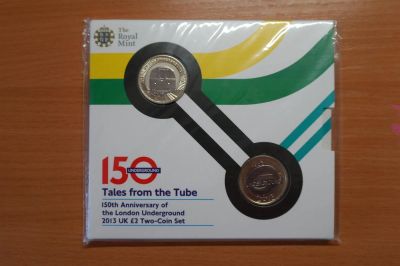 The
Royal
Mint
150
UNDERGROUND
Tales from the Tube
150th Anniversary of
the London Underground
2013 UK £2 Two-Coin Set